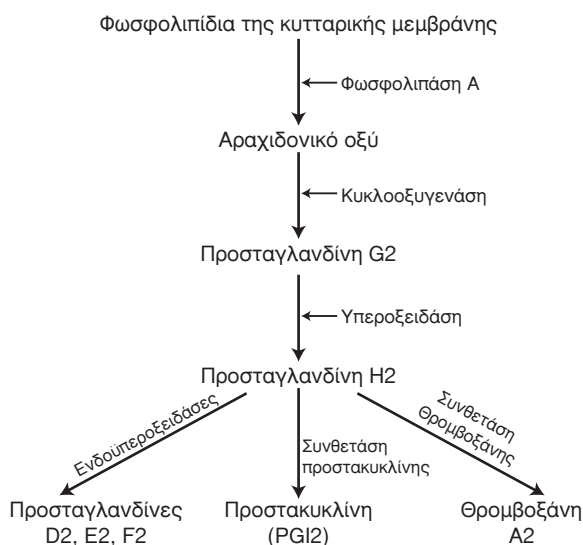 Φωσφολιπίδια της κυτταρικής μεμβράνης
Φωσφολιπάση Α
Αραχιδονικό οξύ
Κυκλοοξυγενάση
Προσταγλανδίνη G2
Υπεροξειδάση
Προσταγλανδίνη H2
Ενδοϋπεροξειδάσες
Συνθετάση
προστακυκλίνης
Συνθετάση
Θρομβοξάνης
Προσταγλανδίνες
D2, E2, F2
Προστακυκλίνη
(PGI2)
Θρομβοξάνη
A2